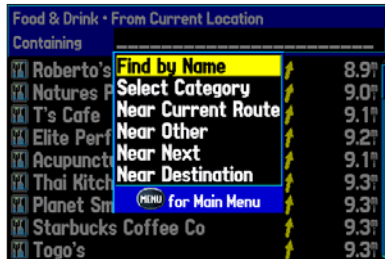 Food & Drink • From Current Location
Containing
Roberto's 8.9
Natures P 9.0
T's Cafe 9.1
Elite Perf 9.2
Acupunctu 9.1
Thai Kitch 9.3
Planet Sm 9.3
Starbucks Coffee Co 9.3
Togo's 9.3
Find by Name
Select Category
Near Current Route
Near Other
Near Next
Near Destination
MENU for Main Menu